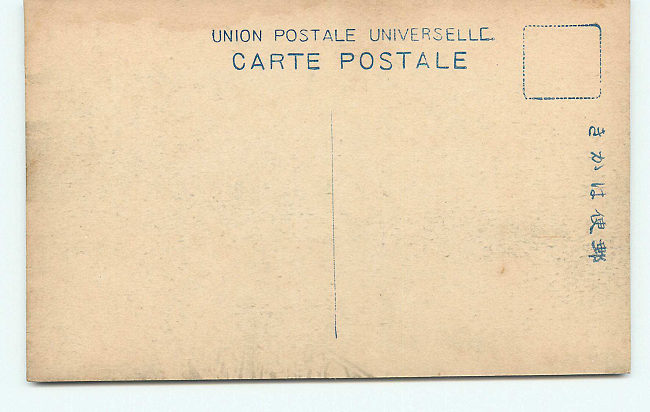 UNION POSTALE UNIVERSELLE.
CARTE POSTALE
郵便はかき